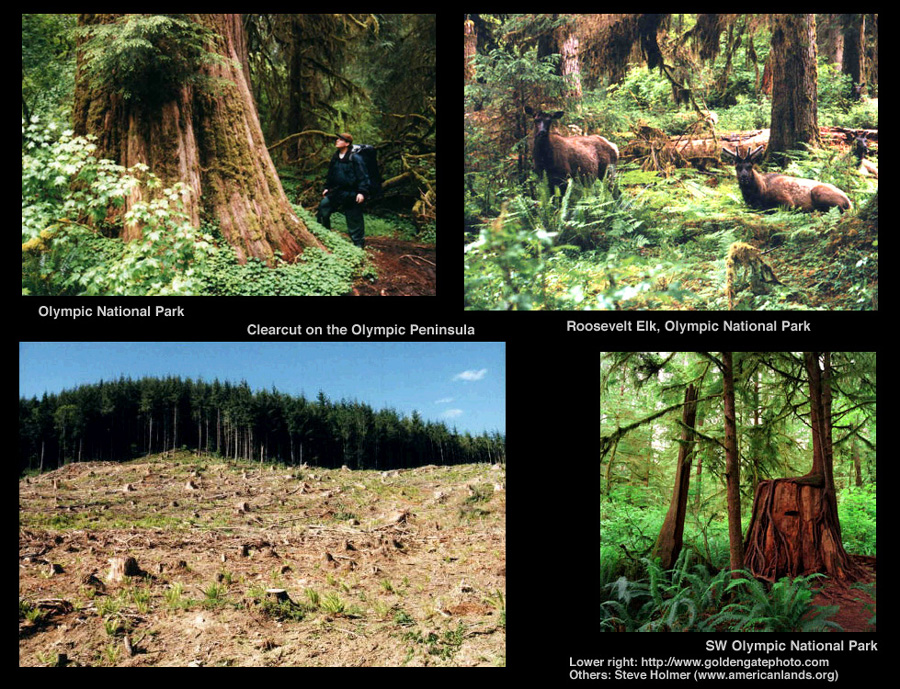 Olympic National Park
Roosevelt Elk, Olympic National Park
Clearcut on the Olympic Peninsula
SW Olympic National Park
Lower right: http://www.goldengatephoto.com
Others: Steve Holmer (www.americanlands.org)